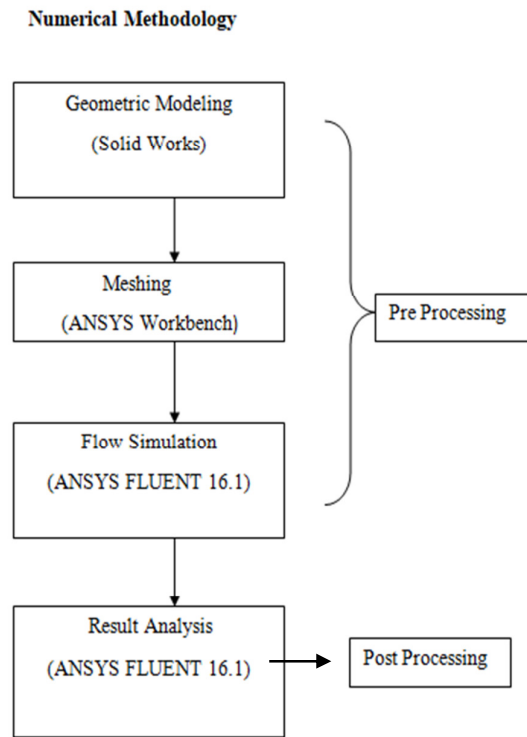 Numerical Methodology
Geometric Modeling
(Solid Works)
Meshing
(ANSYS Workbench)
Pre Processing
Flow Simulation
(ANSYS FLUENT 16.1)
Result Analysis
(ANSYS FLUENT 16.1)
Post Processing